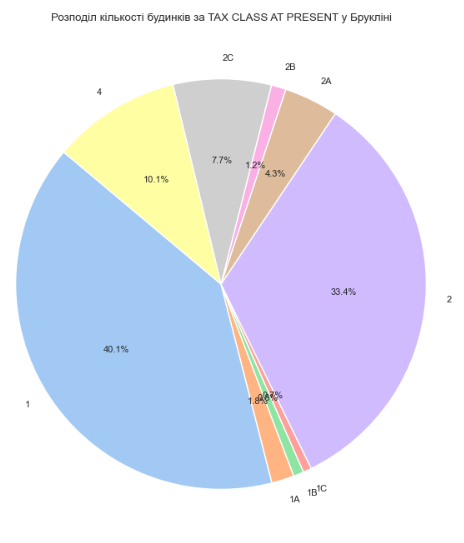 Розподіл кількості будинків за TAX CLASS AT PRESENT у Брукліні
2C
2B
2A
4
7.7%
1.2%
4.3%
10.1%
33.4%
2
40.1%
1.8%
1
1A
1B
1C